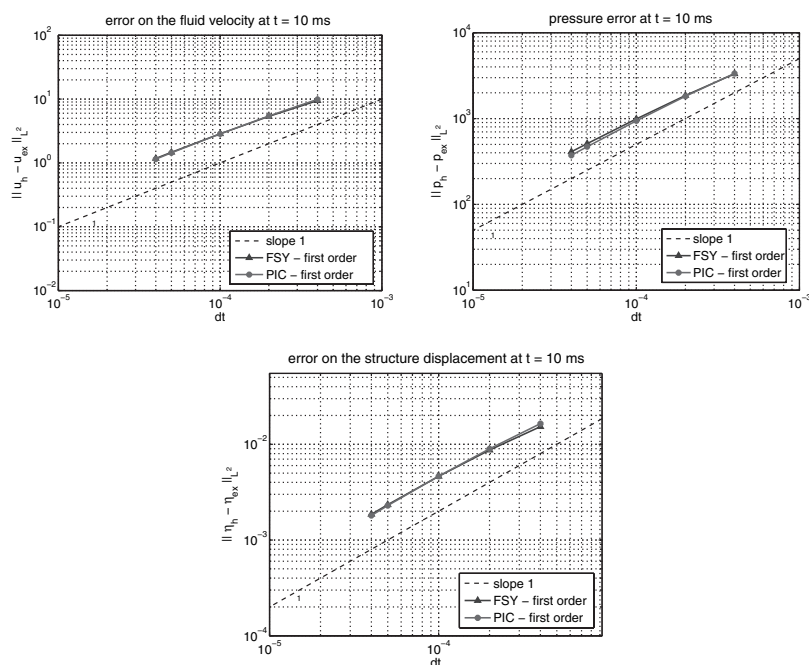 error on the fluid velocity at t = 10 ms
10^2
10^1
10^0
10^-1
10^-2
|| u_h − u_ex ||_L^2
1
slope 1
FSY − first order
PIC − first order
10^-5
10^-4
10^-3
dt
pressure error at t = 10 ms
10^4
10^3
10^2
10^1
|| p_h − p_ex ||_L^2
1
slope 1
FSY − first order
PIC − first order
10^-5
10^-4
10^-3
dt
error on the structure displacement at t = 10 ms
10^-2
10^-3
10^-4
|| η_h − η_ex ||_L^2
1
slope 1
FSY − first order
PIC − first order
10^-5
10^-4
dt